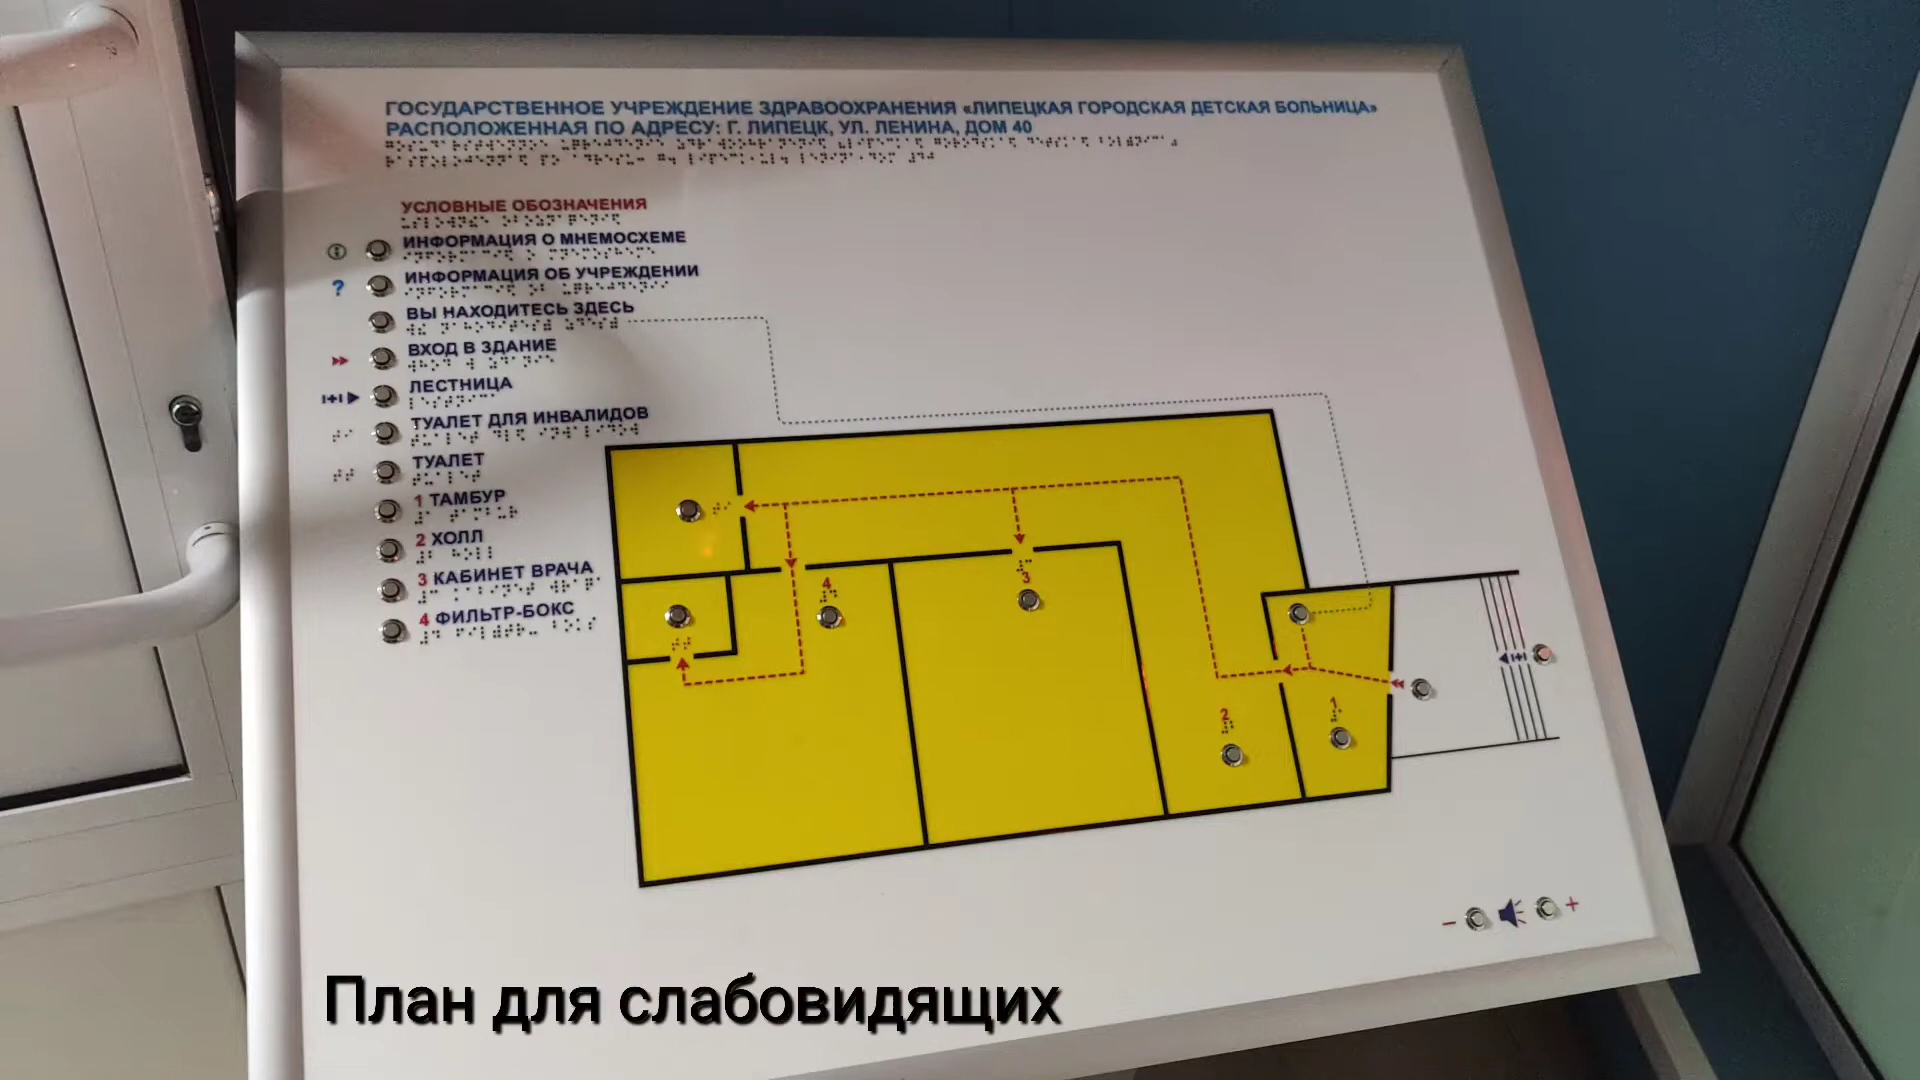 ГОСУДАРСТВЕННОЕ УЧРЕЖДЕНИЕ ЗДРАВООХРАНЕНИЯ «ЛИПЕЦКАЯ ГОРОДСКАЯ ДЕТСКАЯ БОЛЬНИЦА»
РАСПОЛОЖЕННАЯ ПО АДРЕСУ: Г. ЛИПЕЦК, УЛ. ЛЕНИНА, ДОМ 40
УСЛОВНЫЕ ОБОЗНАЧЕНИЯ
ИНФОРМАЦИЯ О МНЕМОСХЕМЕ
? ИНФОРМАЦИЯ ОБ УЧРЕЖДЕНИИ
ВЫ НАХОДИТЕСЬ ЗДЕСЬ
ВХОД В ЗДАНИЕ
ЛЕСТНИЦА
ТУАЛЕТ ДЛЯ ИНВАЛИДОВ
ТУАЛЕТ
1 ТАМБУР
2 ХОЛЛ
3 КАБИНЕТ ВРАЧА
4 ФИЛЬТР-БОКС
4
3
2
1
- +
План для слабовидящих